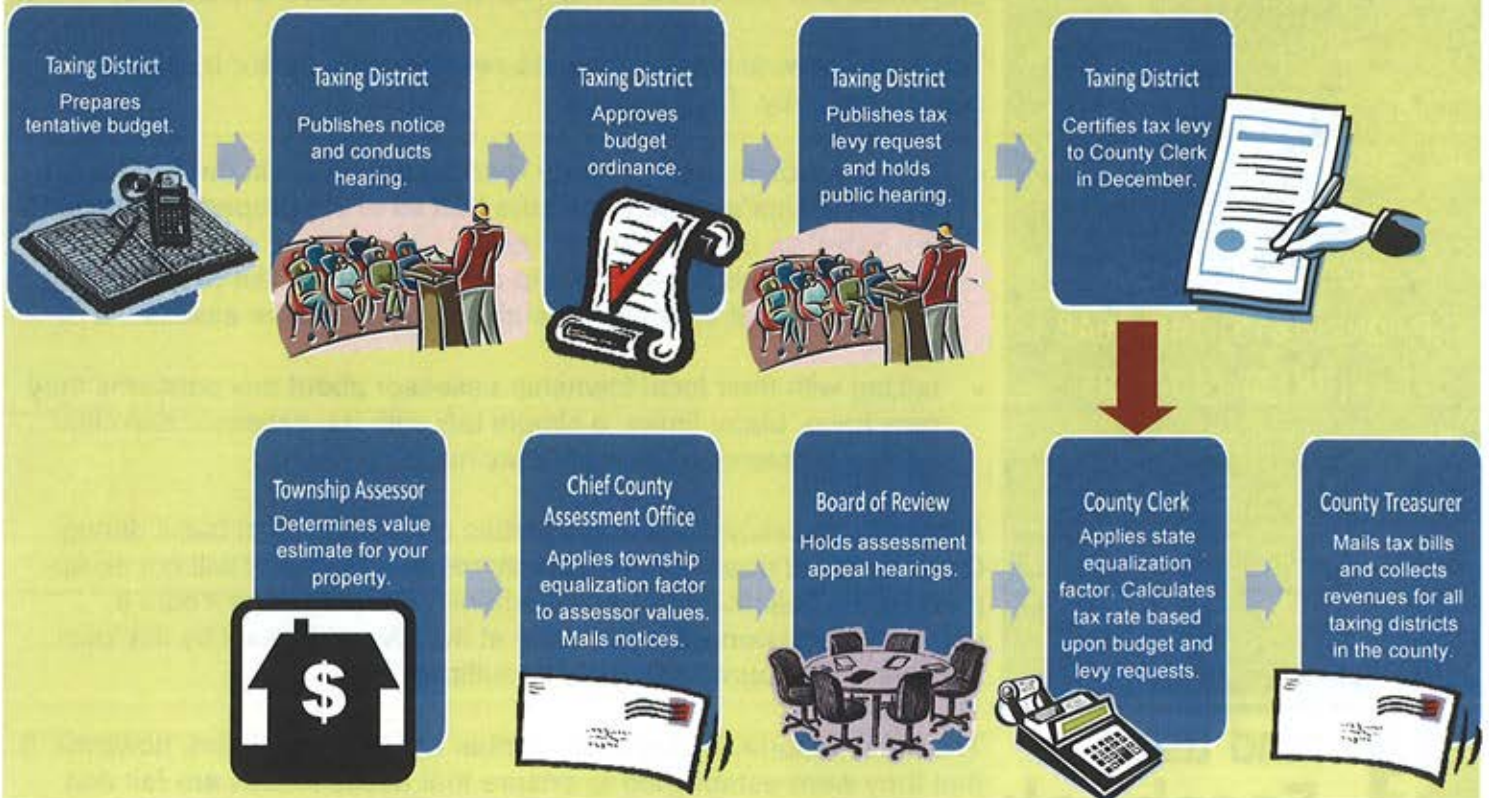 Taxing District
Prepares
tentative budget.
Taxing District
Publishes notice
and conducts
hearing.
Taxing District
Approves
budget
ordinance.
Taxing District
Publishes tax
levy request
and holds
public hearing.
Taxing District
Certifies tax levy
to County Clerk
in December.
Township Assessor
Determines value
estimate for your
property.
$
Chief County
Assessment Office
Applies township
equalization factor
to assessor values.
Mails notices.
Board of Review
Holds assessment
appeal hearings.
County Clerk
Applies state
equalization
factor. Calculates
tax rate based
upon budget and
levy requests.
County Treasurer
Mails tax bills
and collects
revenues for all
taxing districts
in the county.